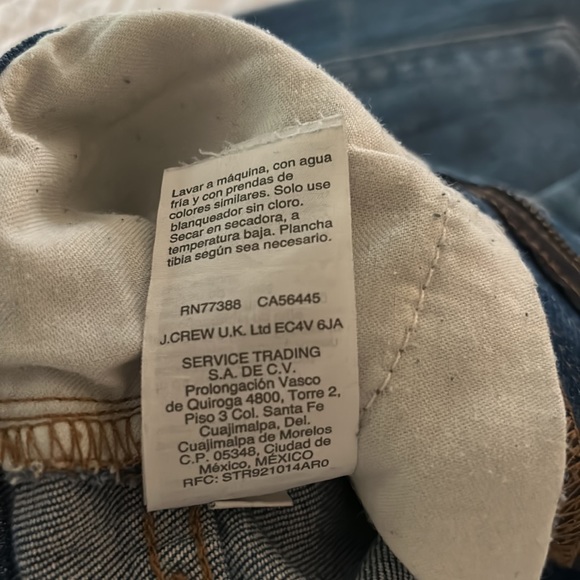 Lavar a máquina, con agua
fría y con prendas de
colores similares. Solo use
blanqueador sin cloro.
Secar en secadora, a
temperatura baja. Plancha
tibia según sea necesario.
RN77388 CA56445
J.CREW U.K. Ltd EC4V 6JA
SERVICE TRADING
S.A. DE C.V.
Prolongación Vasco
de Quiroga 4800, Torre 2,
Piso 3 Col. Santa Fe
Cuajimalpa, Del.
Cuajimalpa de Morelos
C.P. 05348, Ciudad de
México, MÉXICO
RFC: STR921014AR0